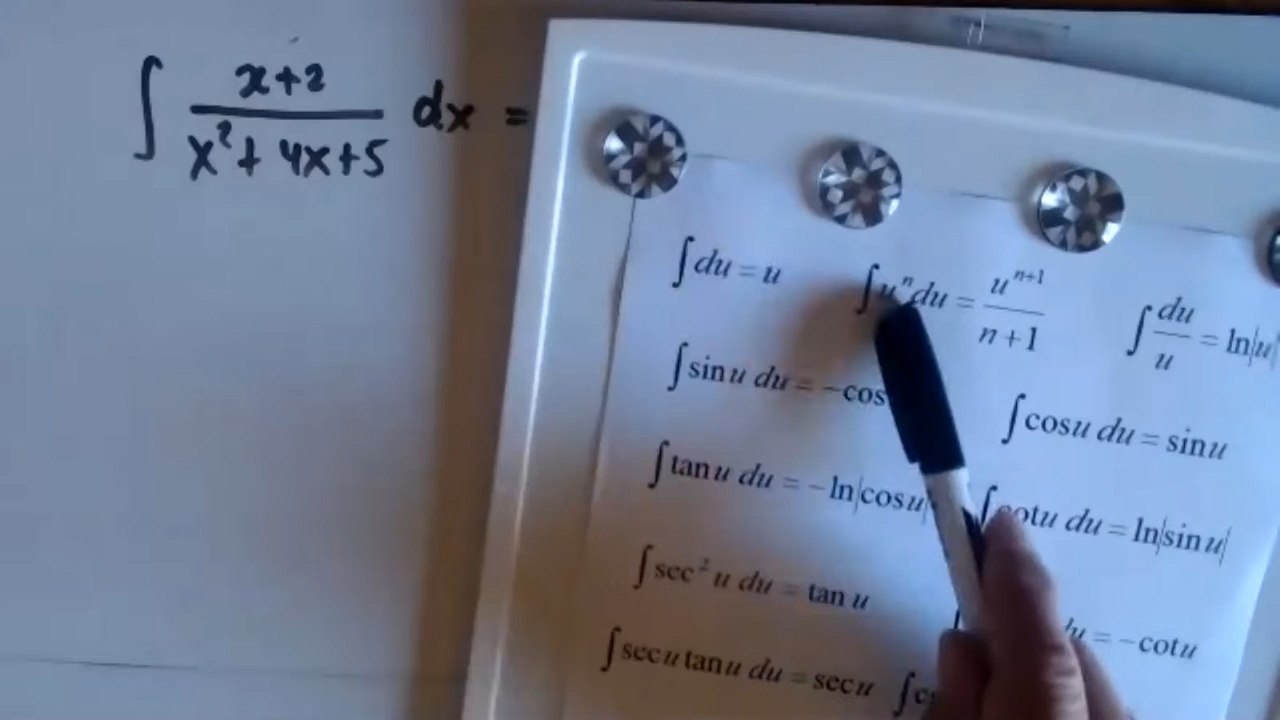 ∫ x+2 / x²+4x+5 dx =
∫du = u ∫uⁿdu = uⁿ⁺¹ / n+1 ∫du/u = ln|u|
∫sin u du = −cos ∫cos u du = sin u
∫tan u du = −ln|cos u| ∫cot u du = ln|sin u|
∫sec² u du = tan u du = −cot u
∫sec u tan u du = sec u ∫c